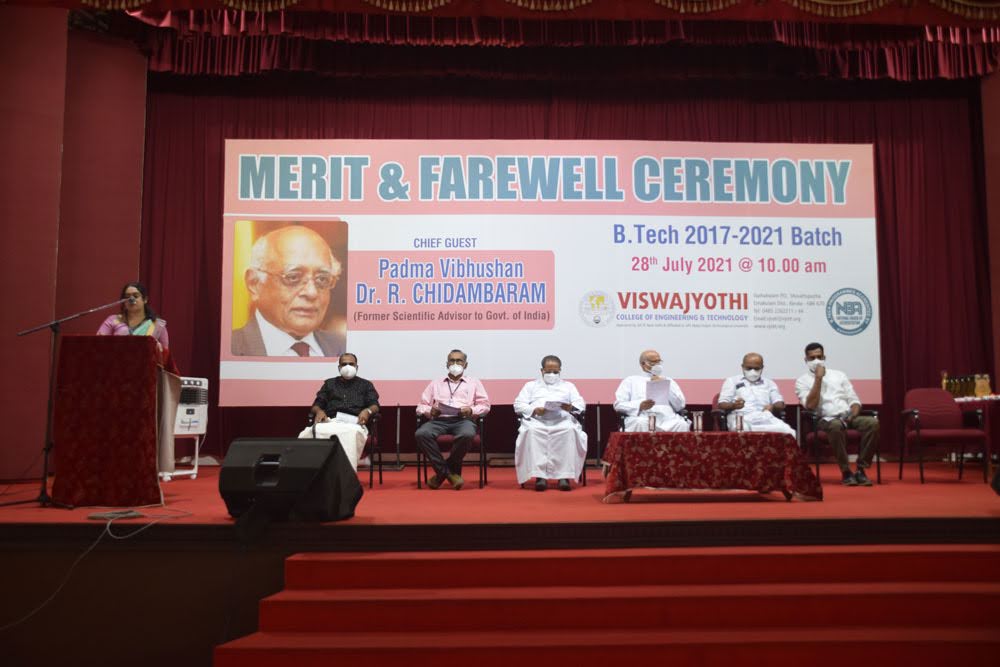 MERIT & FAREWELL CEREMONY
CHIEF GUEST
Padma Vibhushan
Dr. R. CHIDAMBARAM
(Former Scientific Advisor to Govt. of India)
B.Tech 2017-2021 Batch
28th July 2021 @ 10.00 am
VISWAJYOTHI
COLLEGE OF ENGINEERING & TECHNOLOGY
NBA